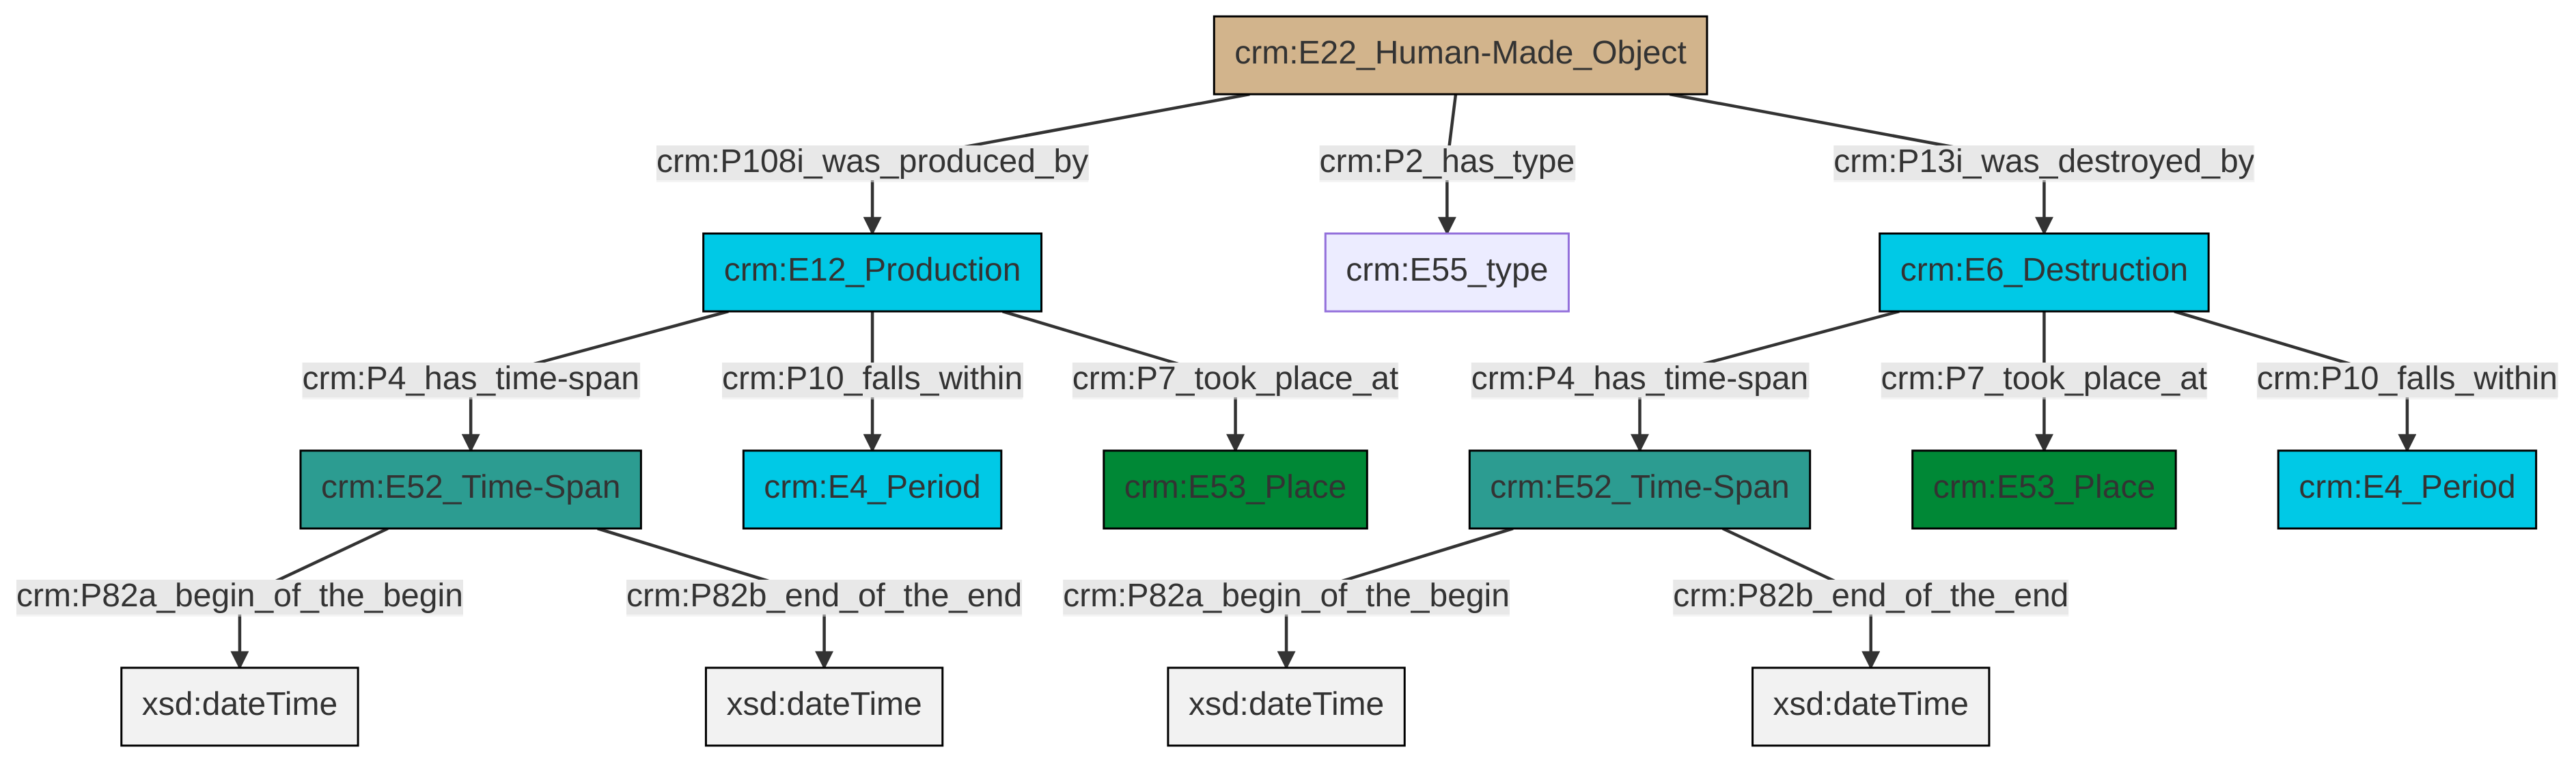 crm:E22_Human-Made_Object
crm:P108i_was_produced_by
crm:P2_has_type
crm:P13i_was_destroyed_by
crm:E12_Production
crm:E55_type
crm:E6_Destruction
crm:P4_has_time-span
crm:P10_falls_within
crm:P7_took_place_at
crm:P4_has_time-span
crm:P7_took_place_at
crm:P10_falls_within
crm:E52_Time-Span
crm:E4_Period
crm:E53_Place
crm:E52_Time-Span
crm:E53_Place
crm:E4_Period
crm:P82a_begin_of_the_begin
crm:P82b_end_of_the_end
crm:P82a_begin_of_the_begin
crm:P82b_end_of_the_end
xsd:dateTime
xsd:dateTime
xsd:dateTime
xsd:dateTime